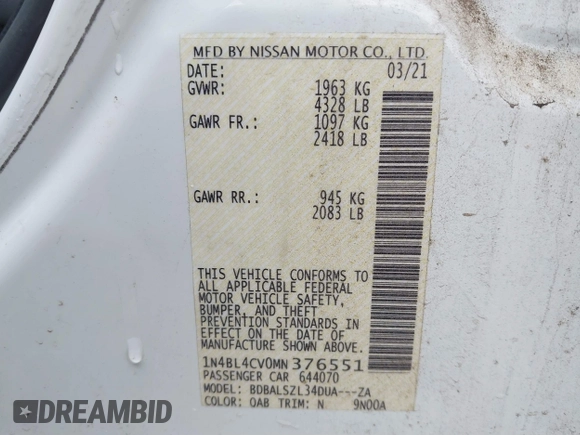 MFD BY NISSAN MOTOR CO., LTD.
DATE: 03/21
GVWR: 1963 KG
4328 LB
GAWR FR.: 1097 KG
2418 LB
GAWR RR.: 945 KG
2083 LB
THIS VEHICLE CONFORMS TO
ALL APPLICABLE FEDERAL
MOTOR VEHICLE SAFETY,
BUMPER, AND THEFT
PREVENTION STANDARDS IN
EFFECT ON THE DATE OF
MANUFACTURE SHOWN ABOVE.
1N4BL4CV0MN376551
PASSENGER CAR 644070
MODEL: BDBALSZL34DUA---ZA
COLOR: QAB TRIM: N 9N00A
© EPICBID